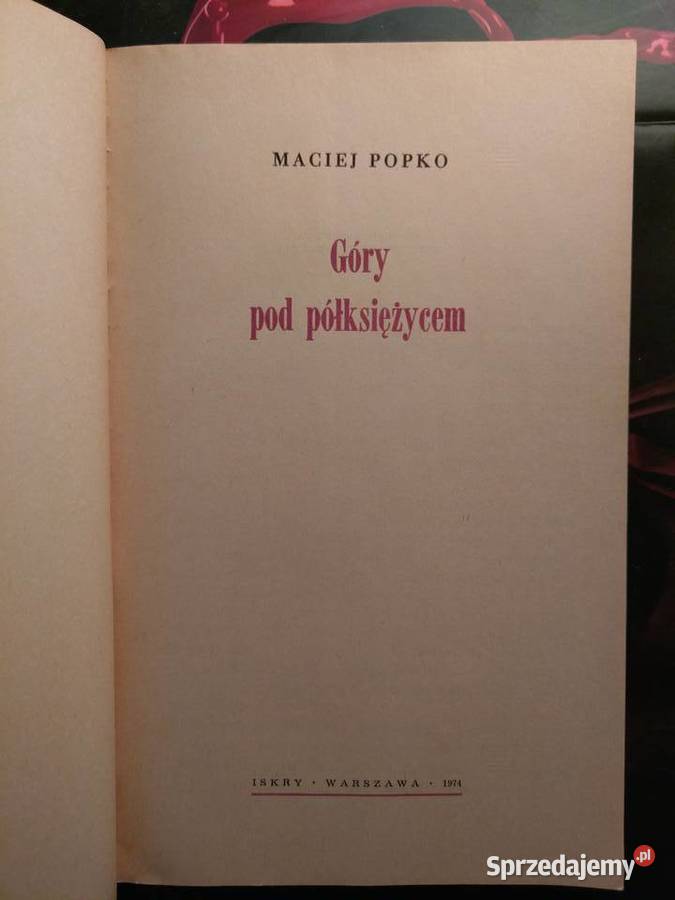 MACIEJ POPKO
Góry
pod półksiężycem
ISKRY · WARSZAWA · 1974
Sprzedajemy.pl